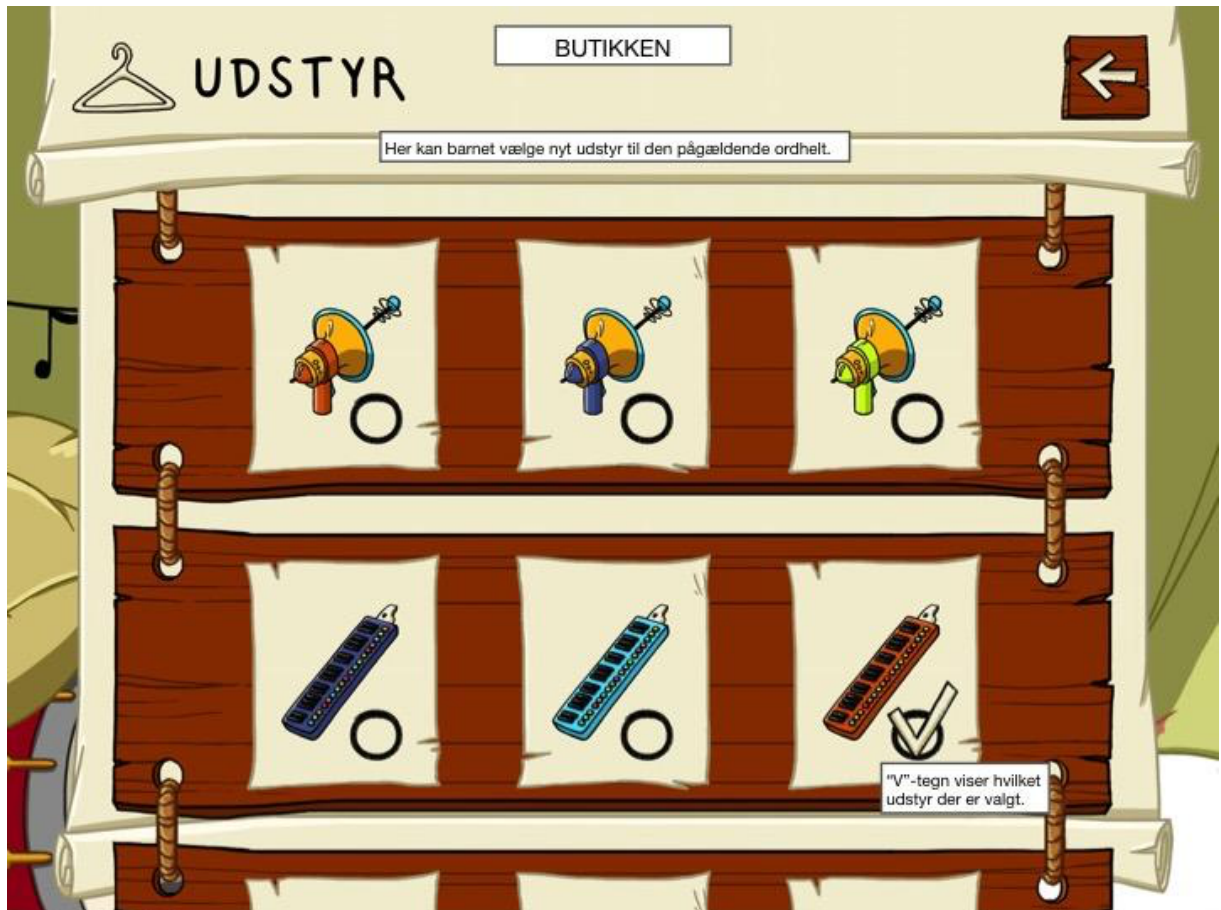 BUTIKKEN
UDSTYR
Her kan barnet vælge nyt udstyr til den pågældende ordhelt.
"V"-tegn viser hvilket
udstyr der er valgt.